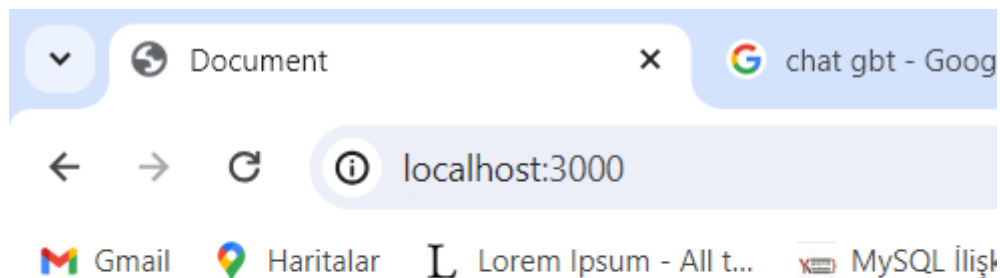 Document chat gbt - Goog
localhost:3000
Gmail Haritalar L Lorem Ipsum - All t... MySQL İlişk